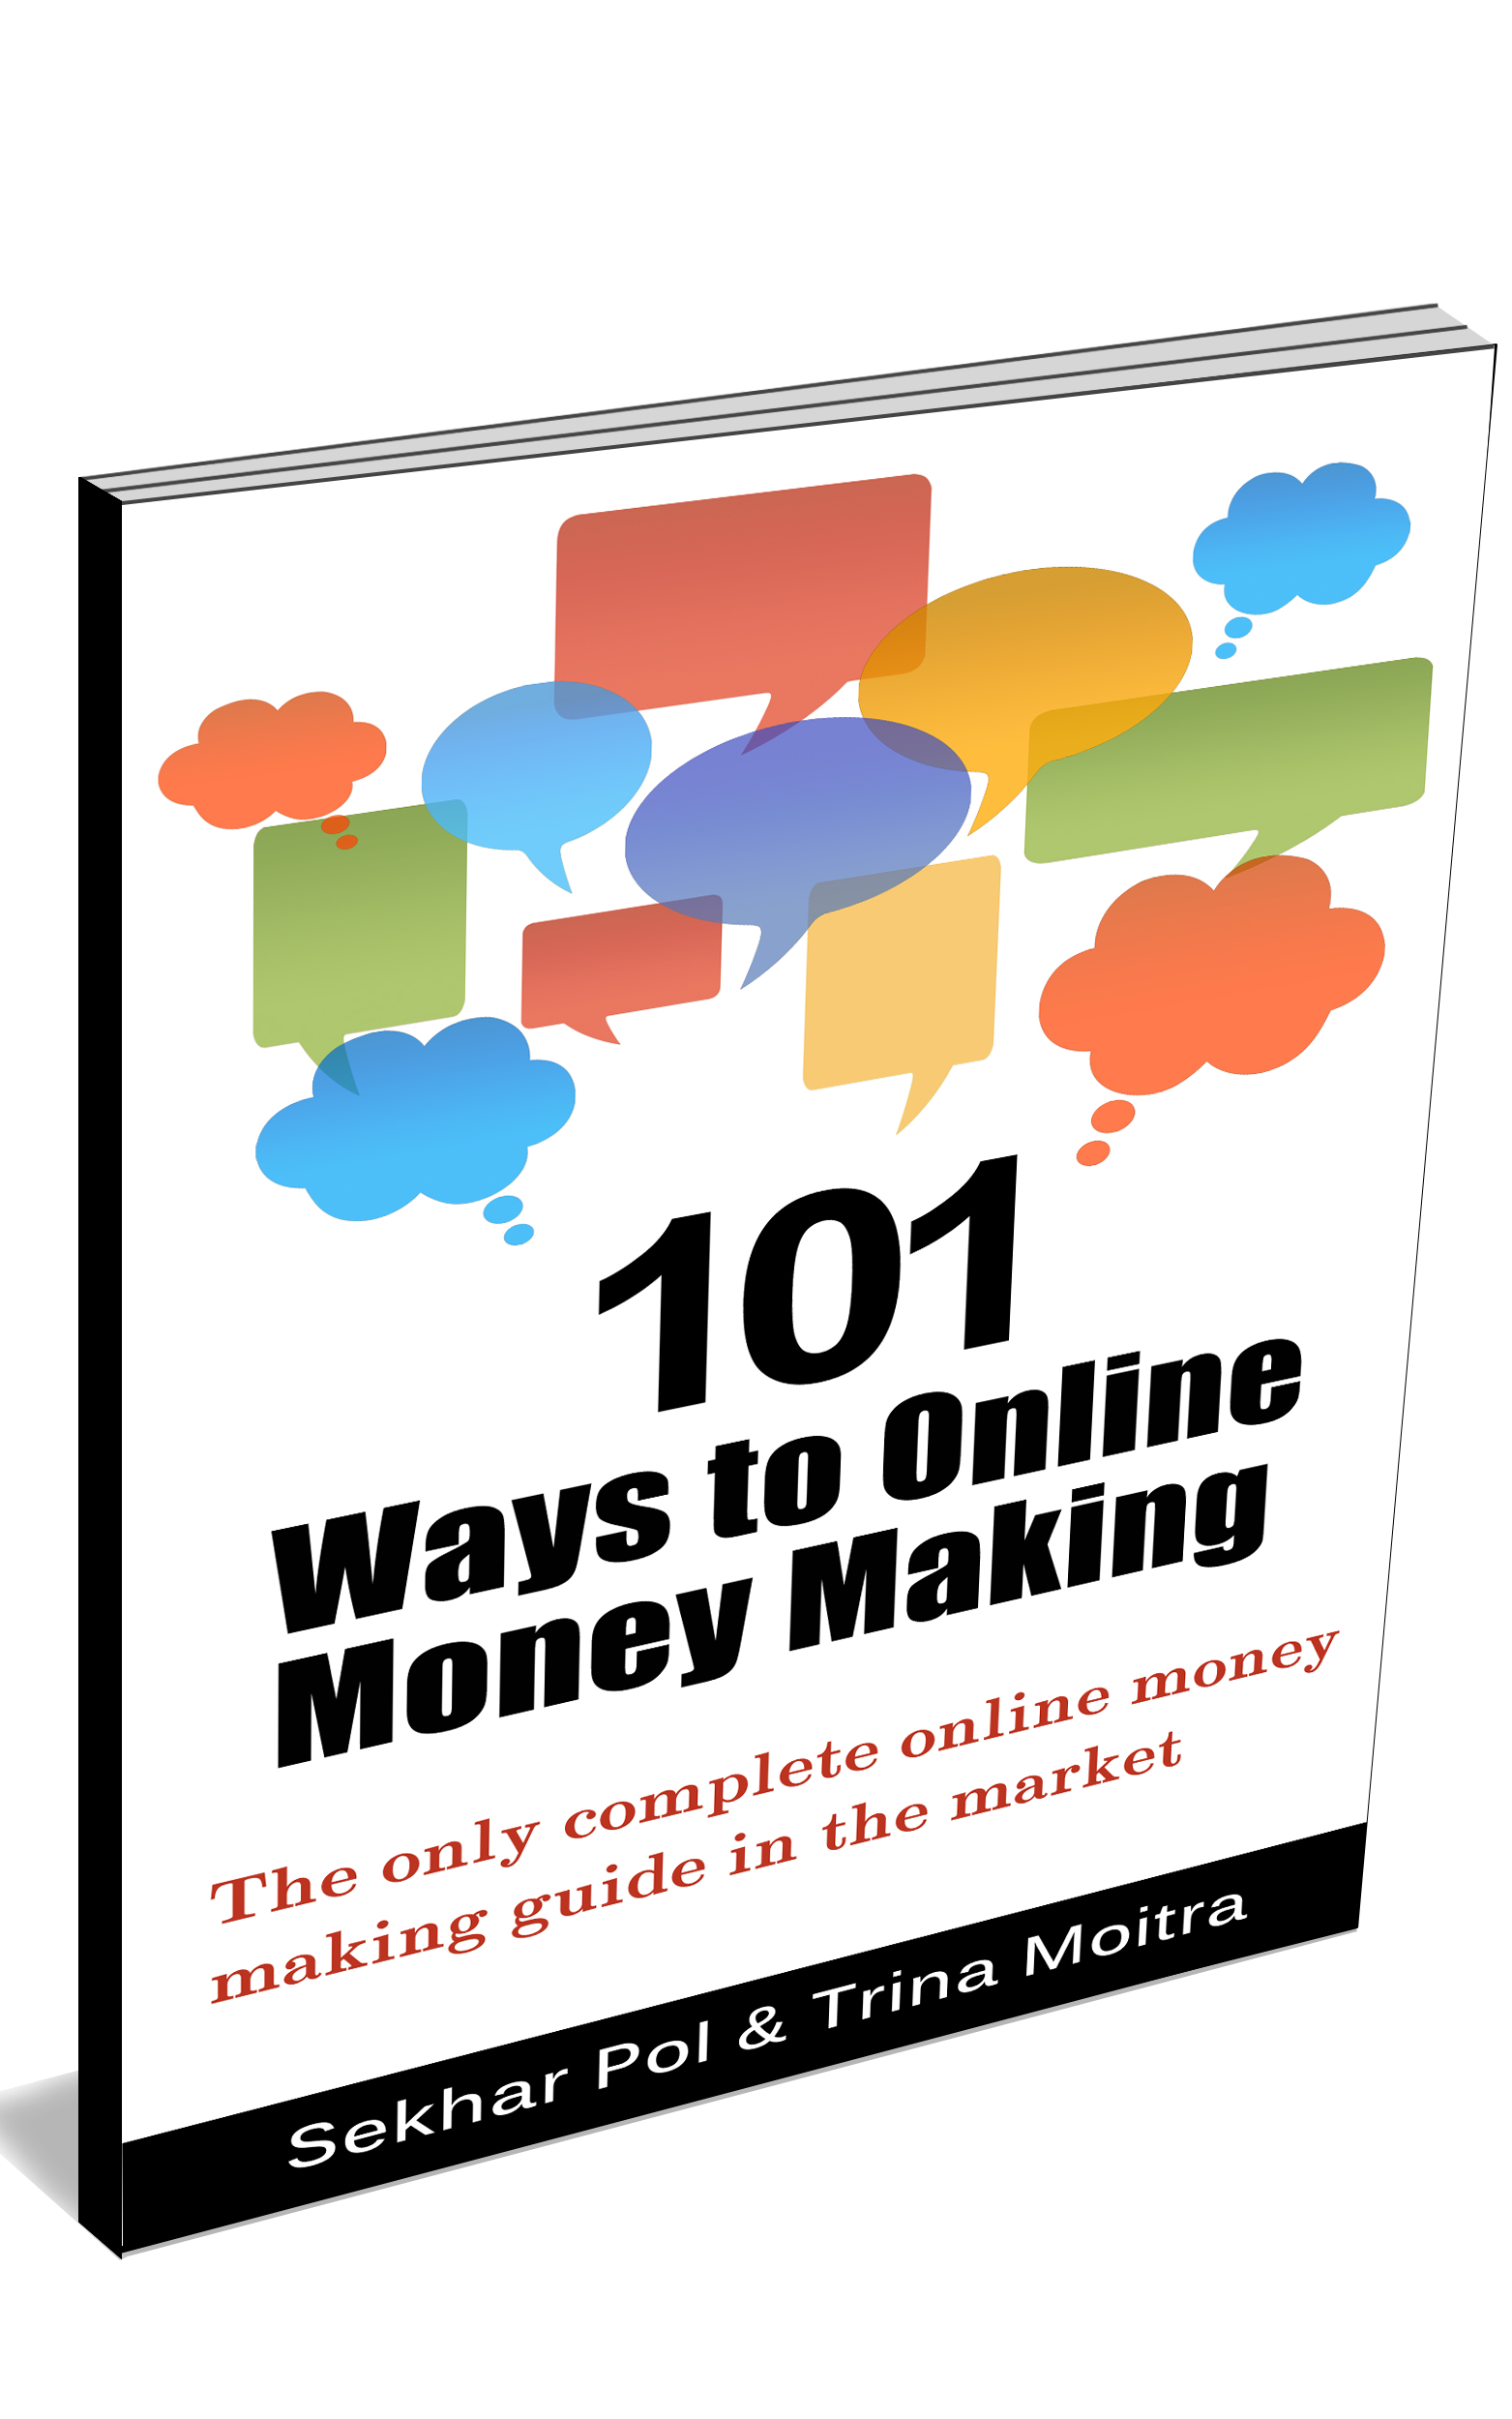 101
Ways to Online
Money Making
The only complete online money
making guide in the market
Sekhar Pol & Trina Moitra